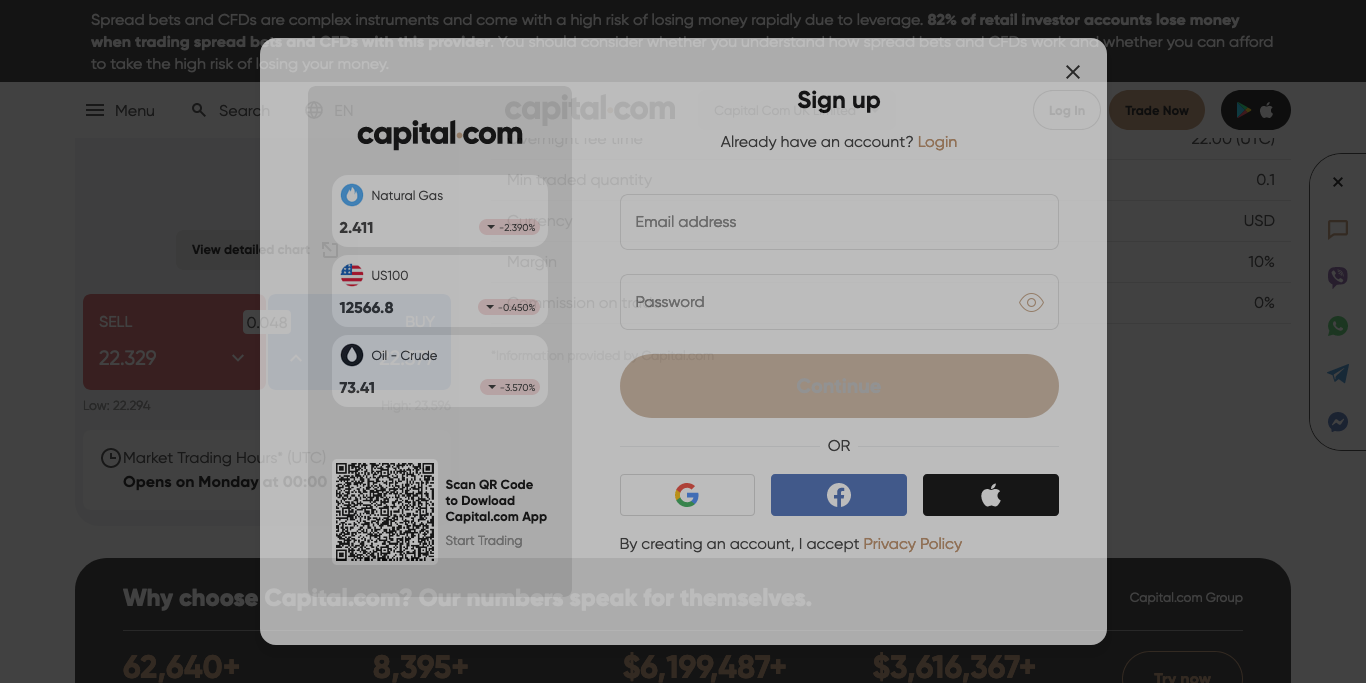 Spread bets and CFDs are complex instruments and come with a high risk of losing money rapidly due to leverage. 82% of retail investor accounts lose money
when trading spread bets and CFDs with this provider. You should consider whether you understand how spread bets and CFDs work and whether you can afford
to take the high risk of losing your money.
Menu
Search
EN
capital.com
Capital Com UK Limited
Log In
Trade Now
Overnight fee time
22:00 (UTC)
Min traded quantity
0.1
Currency
USD
Margin
10%
Commission on trade
0%
*Information provided by Capital.com
View detailed chart
SELL
22.329
0.048
BUY
Low: 22.294
High: 23.596
Market Trading Hours* (UTC)
Opens on Monday at 00:00
capital.com
Natural Gas
2.411
-2.390%
US100
12566.8
-0.450%
Oil - Crude
73.41
-3.570%
Scan QR Code
to Dowload
Capital.com App
Start Trading
Sign up
Already have an account? Login
Email address
Password
Continue
OR
By creating an account, I accept Privacy Policy
Why choose Capital.com? Our numbers speak for themselves.
Capital.com Group
62,640+
8,395+
$6,199,487+
$3,616,367+
Try now